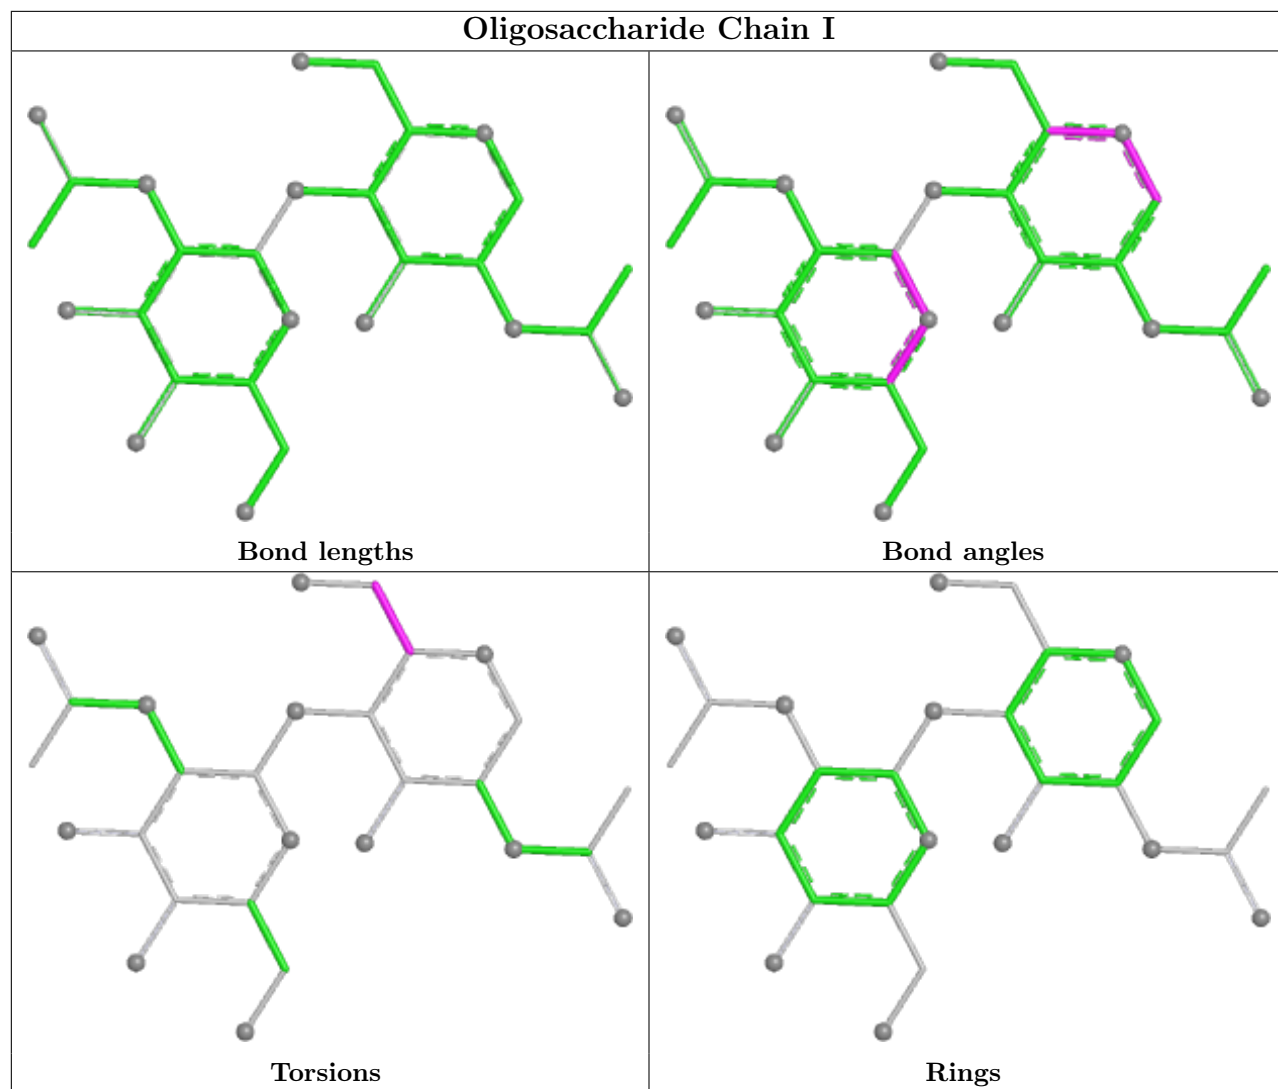 Oligosaccharide Chain I
Bond lengths
Bond angles
Torsions
Rings